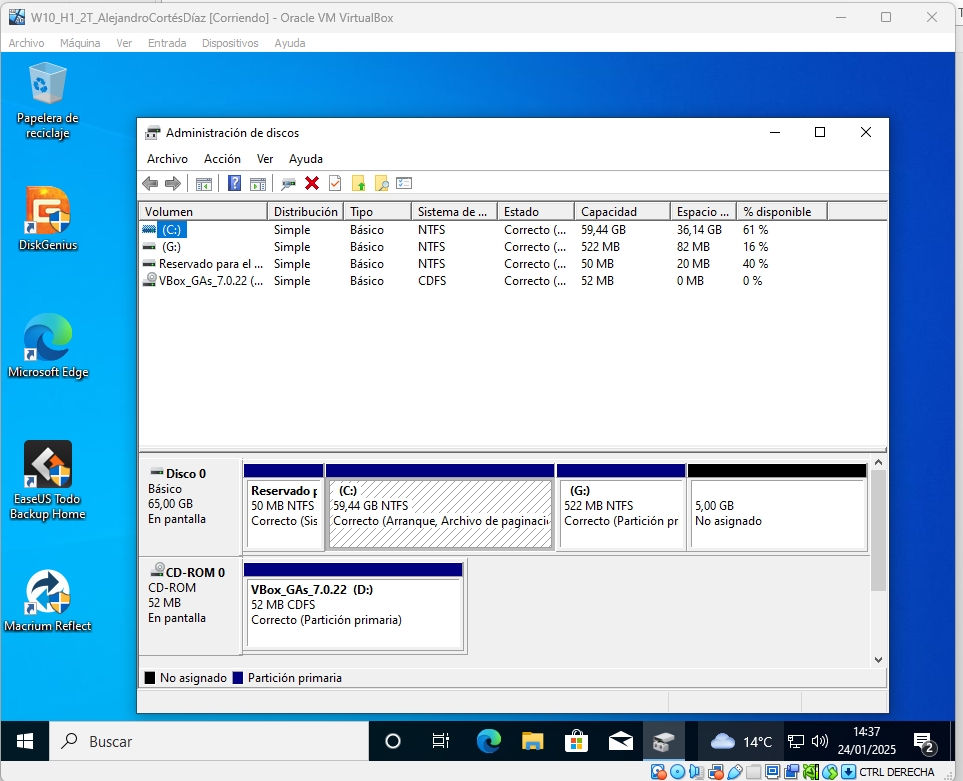 W10_H1_2T_AlejandroCortésDíaz [Corriendo] - Oracle VM VirtualBox
Archivo Máquina Ver Entrada Dispositivos Ayuda
Papelera de
reciclaje
DiskGenius
Microsoft Edge
EaseUS Todo
Backup Home
Macrium Reflect
Administración de discos
Archivo Acción Ver Ayuda
Volumen Distribución Tipo Sistema de ... Estado Capacidad Espacio ... % disponible
(C:) Simple Básico NTFS Correcto (... 59,44 GB 36,14 GB 61 %
(G:) Simple Básico NTFS Correcto (... 522 MB 82 MB 16 %
Reservado para el ... Simple Básico NTFS Correcto (... 50 MB 20 MB 40 %
VBox_GAs_7.0.22 (... Simple Básico CDFS Correcto (... 52 MB 0 MB 0 %
Disco 0
Básico
65,00 GB
En pantalla
Reservado p
50 MB NTFS
Correcto (Sis
(C:)
59,44 GB NTFS
Correcto (Arranque, Archivo de paginació
(G:)
522 MB NTFS
Correcto (Partición pr
5,00 GB
No asignado
CD-ROM 0
CD-ROM
52 MB
En pantalla
VBox_GAs_7.0.22 (D:)
52 MB CDFS
Correcto (Partición primaria)
No asignado Partición primaria
Buscar
14°C
14:37
24/01/2025
2
CTRL DERECHA